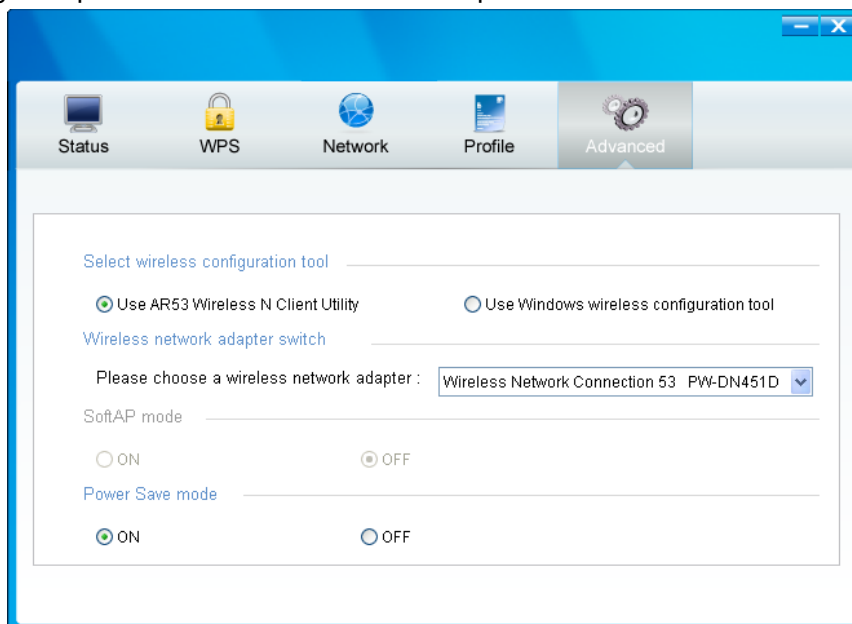 Status WPS Network Profile Advanced
Select wireless configuration tool
Use AR53 Wireless N Client Utility Use Windows wireless configuration tool
Wireless network adapter switch
Please choose a wireless network adapter : Wireless Network Connection 53 PW-DN451D
SoftAP mode
ON OFF
Power Save mode
ON OFF